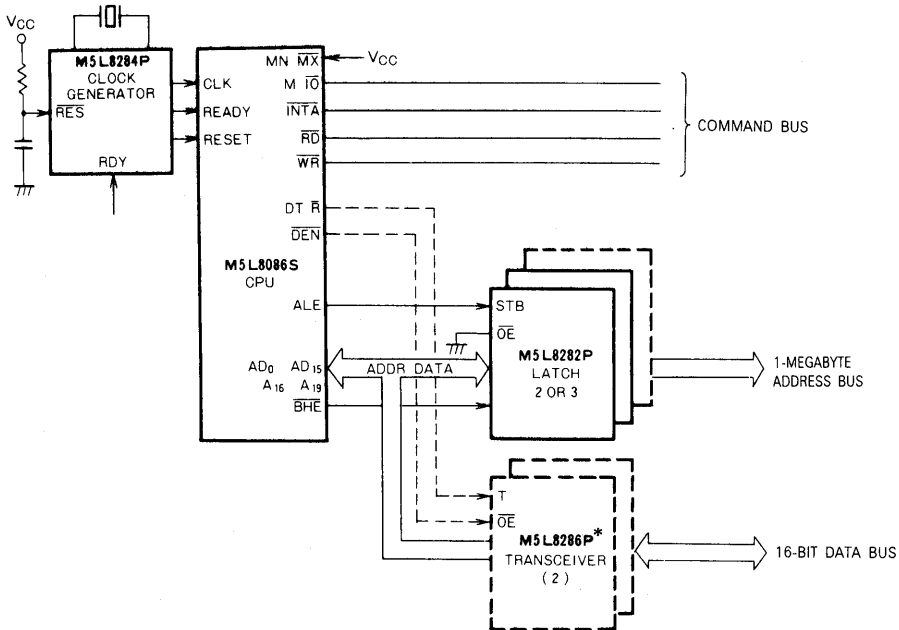 VCC
M5L8284P
CLOCK
GENERATOR
RES
RDY
CLK
READY
RESET
MN MX
VCC
M IO
INTA
RD
WR
COMMAND BUS
DT R
DEN
M5L8086S
CPU
ALE
AD0 AD15
A16 A19
BHE
ADDR DATA
STB
OE
M5L8282P
LATCH
2 OR 3
1-MEGABYTE
ADDRESS BUS
T
OE
M5L8286P*
TRANSCEIVER
(2)
16-BIT DATA BUS